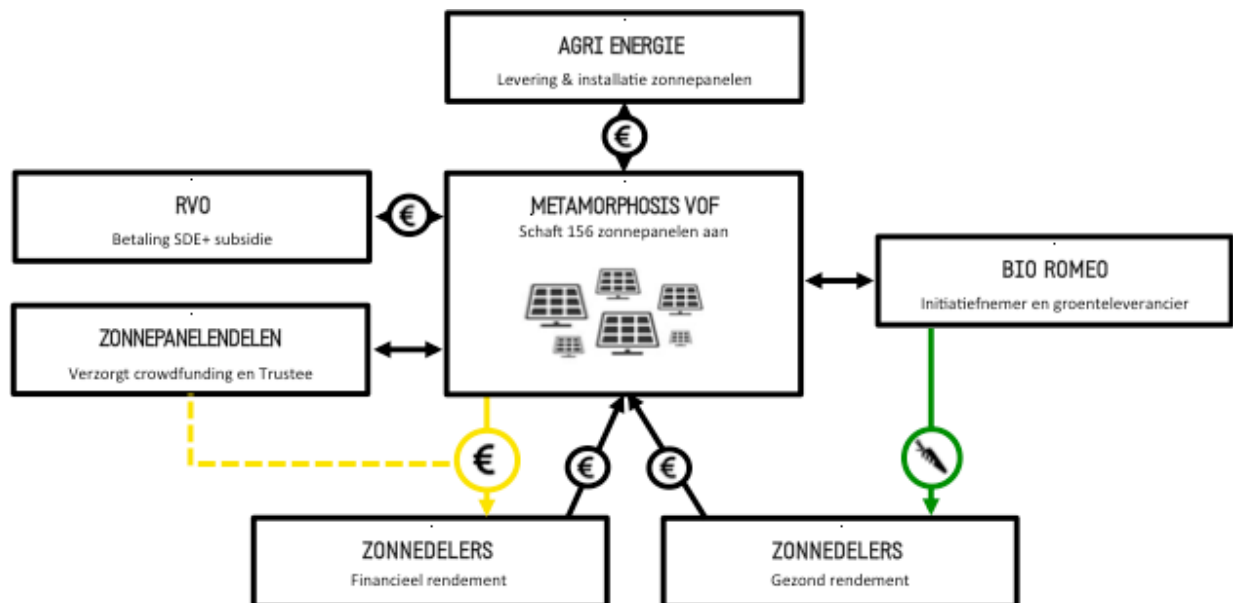 AGRI ENERGIE
Levering & installatie zonnepanelen
€
RVO
Betaling SDE+ subsidie
€
METAMORPHOSIS VOF
Schaft 156 zonnepanelen aan
BIO ROMEO
Initiatiefnemer en groenteleverancier
ZONNEPANELENDELEN
Verzorgt crowdfunding en Trustee
€
€
€
ZONNEDELERS
Financieel rendement
ZONNEDELERS
Gezond rendement